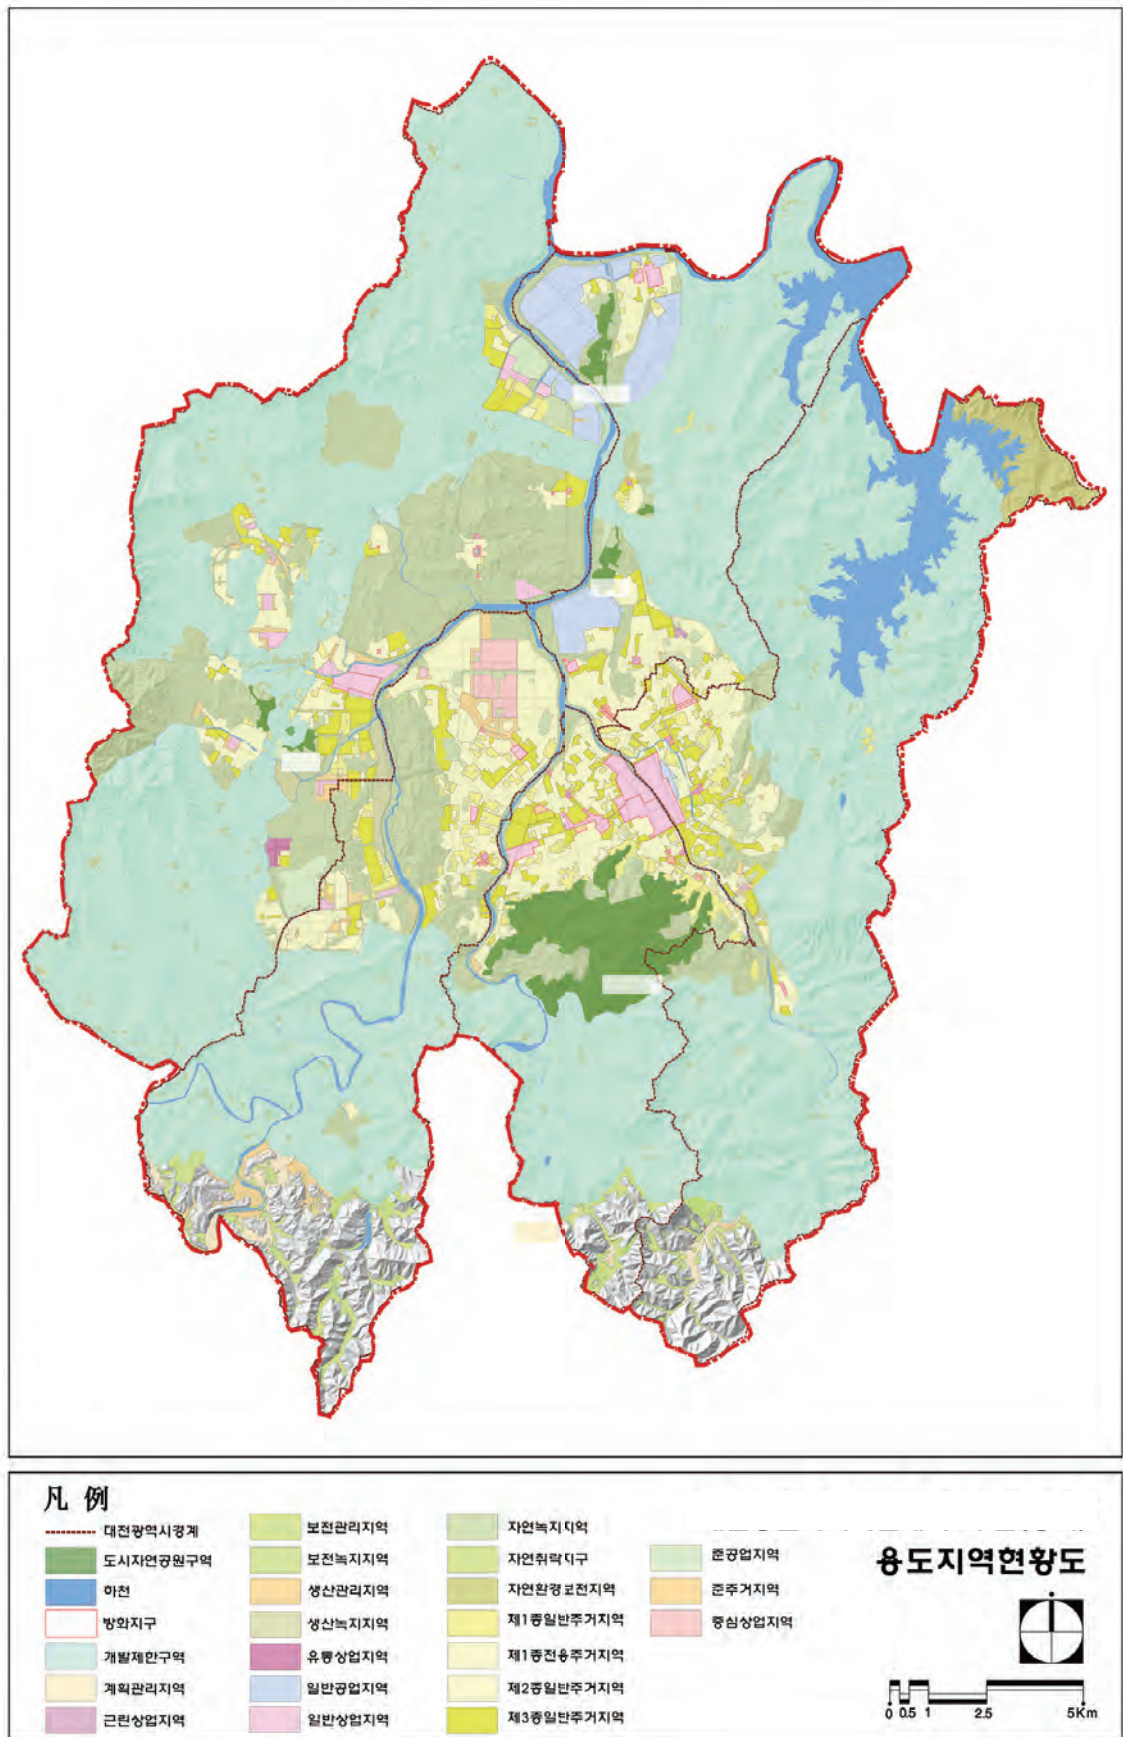 凡 例
대전광역시경계
도시자연공원구역
하천
방화지구
개발제한구역
계획관리지역
근린상업지역
보전관리지역
보전녹지지역
생산관리지역
생산녹지지역
유통상업지역
일반공업지역
일반상업지역
자연녹지지역
자연취락지구
자연환경보전지역
제1종일반주거지역
제1종전용주거지역
제2종일반주거지역
제3종일반주거지역
준공업지역
준주거지역
중심상업지역
용도지역현황도
0 0.5 1 2.5 5Km